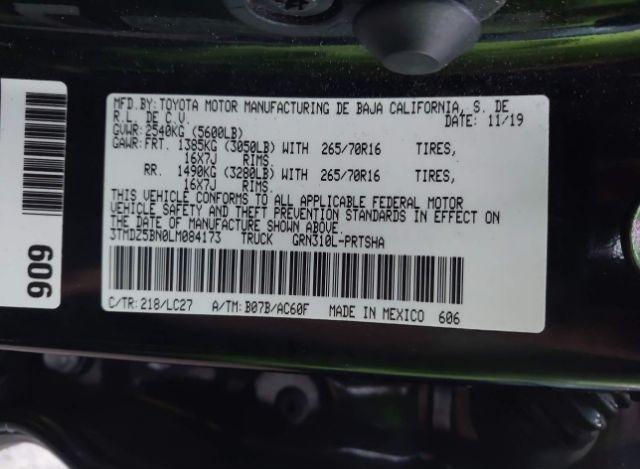 MFD.BY:TOYOTA MOTOR MANUFACTURING DE BAJA CALIFORNIA, S. DE
R.L. DE C.V. DATE: 11/19
GVWR:2540KG (5600LB)
GAWR:FRT. 1385KG (3050LB) WITH 265/70R16 TIRES,
16X7J RIMS.
RR. 1490KG (3280LB) WITH 265/70R16 TIRES,
16X7J RIMS.
THIS VEHICLE CONFORMS TO ALL APPLICABLE FEDERAL MOTOR
VEHICLE SAFETY AND THEFT PREVENTION STANDARDS IN EFFECT ON
THE DATE OF MANUFACTURE SHOWN ABOVE.
3TMDZ5BN0LM084173 TRUCK GRN310L-PRTSHA
C/TR:218/LC27 A/TM:B07B/AC60F MADE IN MEXICO 606
606